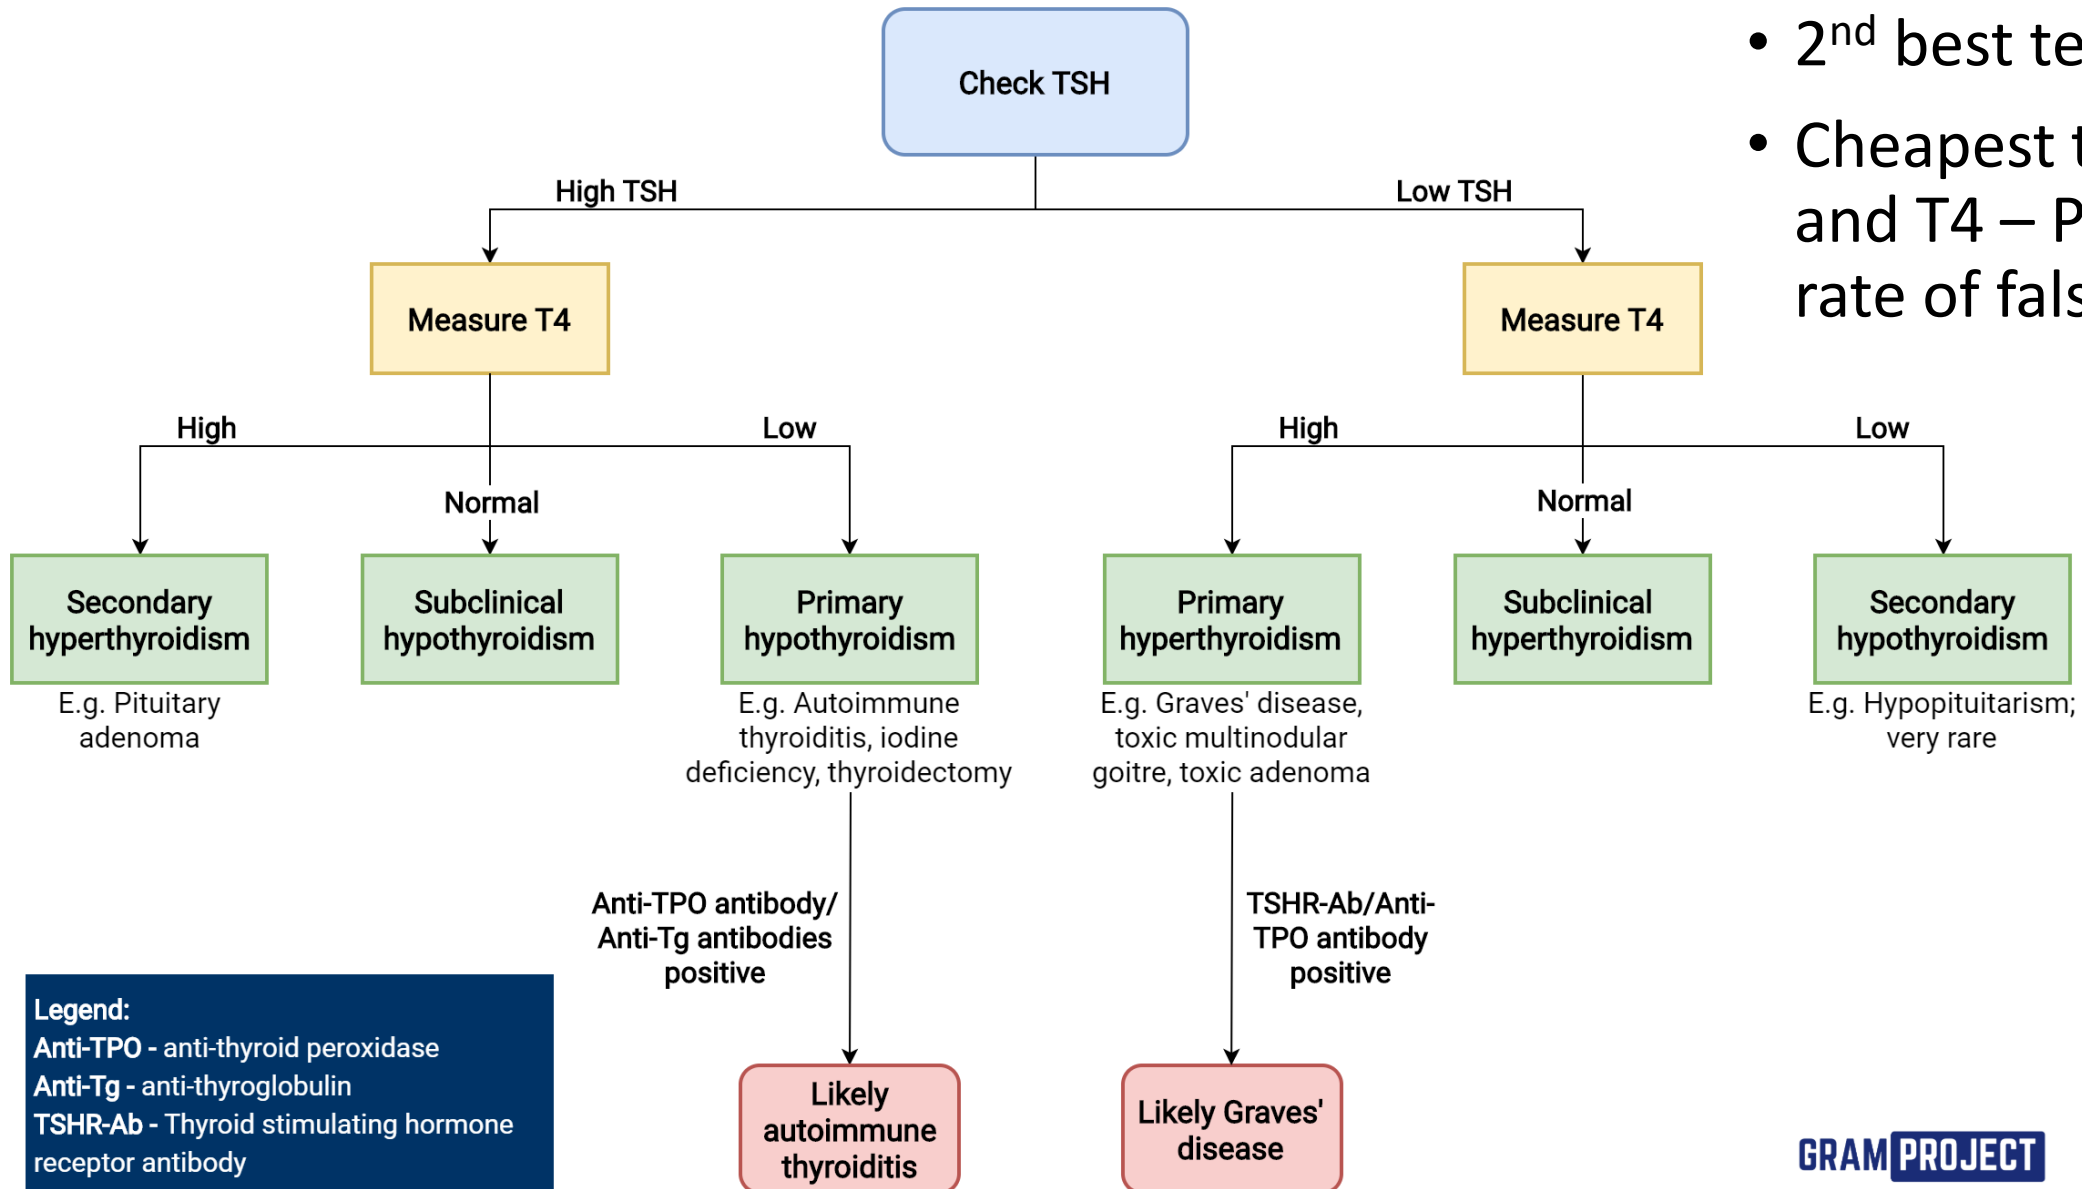 Check TSH
• 2nd best te
• Cheapest t
and T4 – P
rate of fals
High TSH
Low TSH
Measure T4
Measure T4
High
Low
High
Low
Normal
Normal
Secondary
hyperthyroidism
Subclinical
hypothyroidism
Primary
hypothyroidism
Primary
hyperthyroidism
Subclinical
hyperthyroidism
Secondary
hypothyroidism
E.g. Pituitary
adenoma
E.g. Autoimmune
thyroiditis, iodine
deficiency, thyroidectomy
E.g. Graves' disease,
toxic multinodular
goitre, toxic adenoma
E.g. Hypopituitarism;
very rare
Anti-TPO antibody/
Anti-Tg antibodies
positive
TSHR-Ab/Anti-
TPO antibody
positive
Legend:
Anti-TPO - anti-thyroid peroxidase
Anti-Tg - anti-thyroglobulin
TSHR-Ab - Thyroid stimulating hormone
receptor antibody
Likely
autoimmune
thyroiditis
Likely Graves'
disease
GRAM PROJECT